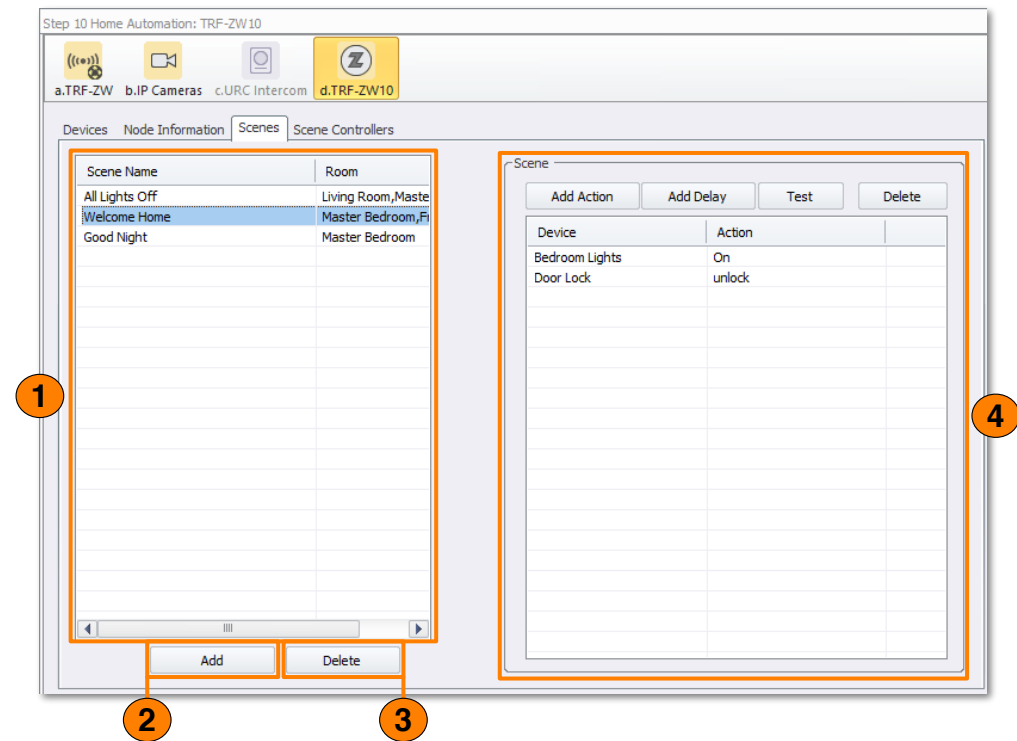 Step 10 Home Automation: TRF-ZW10
a.TRF-ZW b.IP Cameras c.URC Intercom d.TRF-ZW10
Devices Node Information Scenes Scene Controllers
Scene Name Room
All Lights Off Living Room,Maste
Welcome Home Master Bedroom,Fr
Good Night Master Bedroom
Add Delete
Scene
Add Action Add Delay Test Delete
Device Action
Bedroom Lights On
Door Lock unlock
1
2
3
4